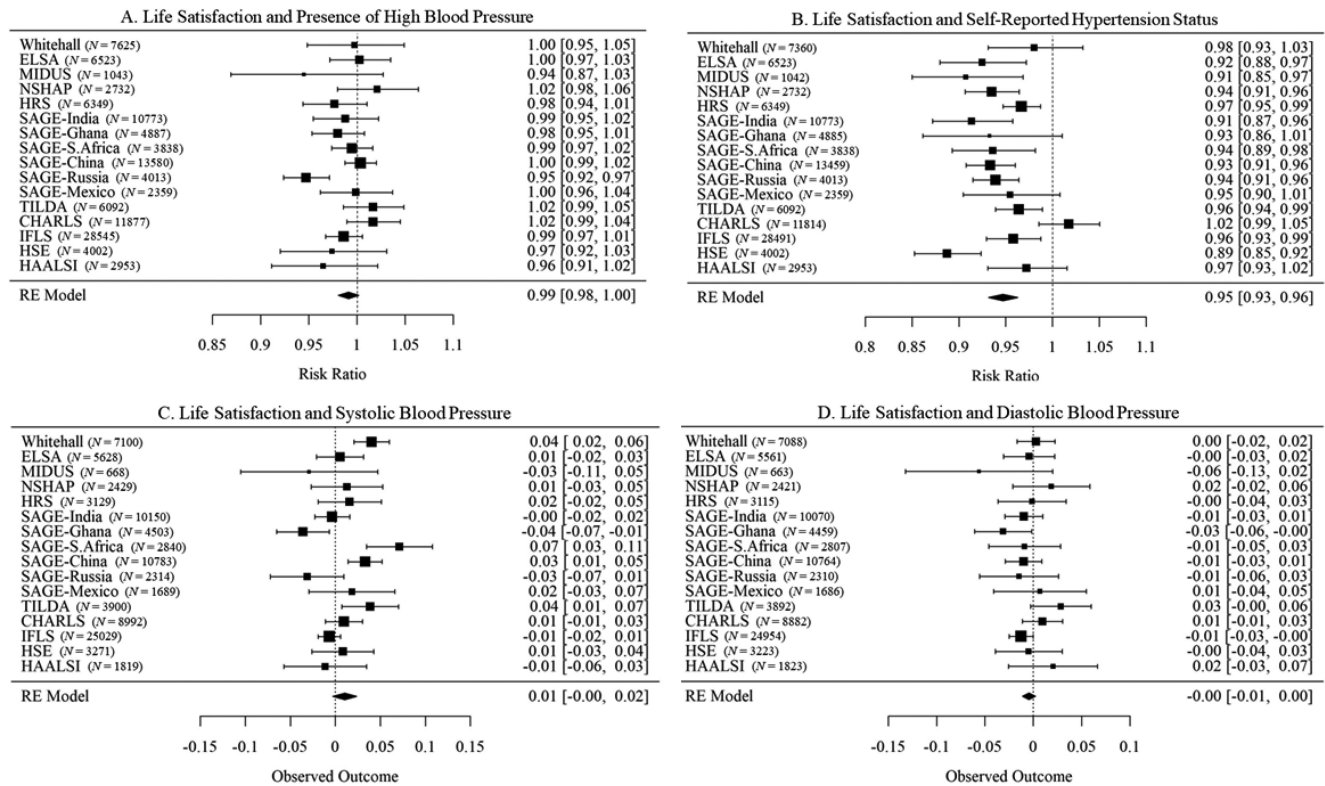 A. Life Satisfaction and Presence of High Blood Pressure
Whitehall (N = 7625) 1.00 [0.95, 1.05]
ELSA (N = 6523) 1.00 [0.97, 1.03]
MIDUS (N = 1043) 0.94 [0.87, 1.03]
NSHAP (N = 2732) 1.02 [0.98, 1.06]
HRS (N = 6349) 0.98 [0.94, 1.01]
SAGE-India (N = 10773) 0.99 [0.95, 1.02]
SAGE-Ghana (N = 4887) 0.98 [0.95, 1.01]
SAGE-S.Africa (N = 3838) 0.99 [0.97, 1.02]
SAGE-China (N = 13580) 1.00 [0.99, 1.02]
SAGE-Russia (N = 4013) 0.95 [0.92, 0.97]
SAGE-Mexico (N = 2359) 1.00 [0.96, 1.04]
TILDA (N = 6092) 1.02 [0.99, 1.05]
CHARLS (N = 11877) 1.02 [0.99, 1.04]
IFLS (N = 28545) 0.99 [0.97, 1.01]
HSE (N = 4002) 0.97 [0.92, 1.03]
HAALSI (N = 2953) 0.96 [0.91, 1.02]
RE Model 0.99 [0.98, 1.00]
0.85 0.9 0.95 1 1.05 1.1
Risk Ratio
B. Life Satisfaction and Self-Reported Hypertension Status
Whitehall (N = 7360) 0.98 [0.93, 1.03]
ELSA (N = 6523) 0.92 [0.88, 0.97]
MIDUS (N = 1042) 0.91 [0.85, 0.97]
NSHAP (N = 2732) 0.94 [0.91, 0.96]
HRS (N = 6349) 0.97 [0.95, 0.99]
SAGE-India (N = 10773) 0.91 [0.87, 0.96]
SAGE-Ghana (N = 4885) 0.93 [0.86, 1.01]
SAGE-S.Africa (N = 3838) 0.94 [0.89, 0.98]
SAGE-China (N = 13459) 0.93 [0.91, 0.96]
SAGE-Russia (N = 4013) 0.94 [0.91, 0.96]
SAGE-Mexico (N = 2359) 0.95 [0.90, 1.01]
TILDA (N = 6092) 0.96 [0.94, 0.99]
CHARLS (N = 11814) 1.02 [0.99, 1.05]
IFLS (N = 28491) 0.96 [0.93, 0.99]
HSE (N = 4002) 0.89 [0.85, 0.92]
HAALSI (N = 2953) 0.97 [0.93, 1.02]
RE Model 0.95 [0.93, 0.96]
0.8 0.85 0.9 0.95 1 1.05 1.1
Risk Ratio
C. Life Satisfaction and Systolic Blood Pressure
Whitehall (N = 7100) 0.04 [ 0.02, 0.06]
ELSA (N = 5628) 0.01 [-0.02, 0.03]
MIDUS (N = 668) -0.03 [-0.11, 0.05]
NSHAP (N = 2429) 0.01 [-0.03, 0.05]
HRS (N = 3129) 0.02 [-0.02, 0.05]
SAGE-India (N = 10150) -0.00 [-0.02, 0.02]
SAGE-Ghana (N = 4503) -0.04 [-0.07, -0.01]
SAGE-S.Africa (N = 2840) 0.07 [ 0.03, 0.11]
SAGE-China (N = 10783) 0.03 [ 0.01, 0.05]
SAGE-Russia (N = 2314) -0.03 [-0.07, 0.01]
SAGE-Mexico (N = 1689) 0.02 [-0.03, 0.07]
TILDA (N = 3900) 0.04 [ 0.01, 0.07]
CHARLS (N = 8992) 0.01 [-0.01, 0.03]
IFLS (N = 25029) -0.01 [-0.02, 0.01]
HSE (N = 3271) 0.01 [-0.03, 0.04]
HAALSI (N = 1819) -0.01 [-0.06, 0.03]
RE Model 0.01 [-0.00, 0.02]
-0.15 -0.1 -0.05 0 0.05 0.1 0.15
Observed Outcome
D. Life Satisfaction and Diastolic Blood Pressure
Whitehall (N = 7088) 0.00 [-0.02, 0.02]
ELSA (N = 5561) -0.00 [-0.03, 0.02]
MIDUS (N = 663) -0.06 [-0.13, 0.02]
NSHAP (N = 2421) 0.02 [-0.02, 0.06]
HRS (N = 3115) -0.00 [-0.04, 0.03]
SAGE-India (N = 10070) -0.01 [-0.03, 0.01]
SAGE-Ghana (N = 4459) -0.03 [-0.06, -0.00]
SAGE-S.Africa (N = 2807) -0.01 [-0.05, 0.03]
SAGE-China (N = 10764) -0.01 [-0.03, 0.01]
SAGE-Russia (N = 2310) -0.01 [-0.06, 0.03]
SAGE-Mexico (N = 1686) 0.01 [-0.04, 0.05]
TILDA (N = 3892) 0.03 [-0.00, 0.06]
CHARLS (N = 8882) 0.01 [-0.01, 0.03]
IFLS (N = 24954) -0.01 [-0.03, -0.00]
HSE (N = 3223) -0.00 [-0.04, 0.03]
HAALSI (N = 1823) 0.02 [-0.03, 0.07]
RE Model -0.00 [-0.01, 0.00]
-0.15 -0.1 -0.05 0 0.05 0.1
Observed Outcome